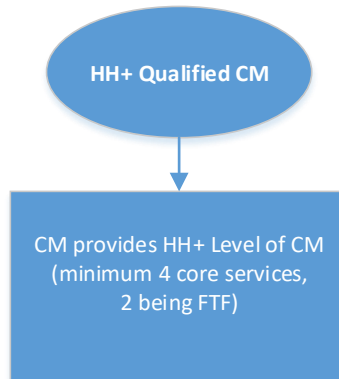 HH+ Qualified CM
CM provides HH+ Level of CM
(minimum 4 core services,
2 being FTF)